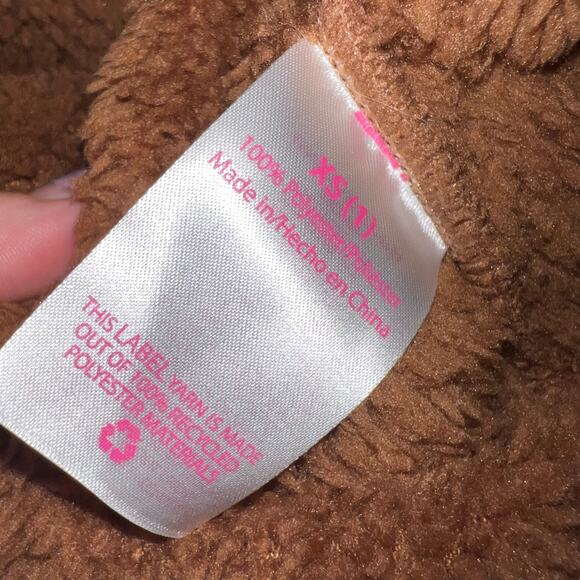 XS (1)
100% Polyester/Poliéster
Made in/Hecho en China
THIS LABEL YARN IS MADE
OUT OF 100% RECYCLED
POLYESTER MATERIALS